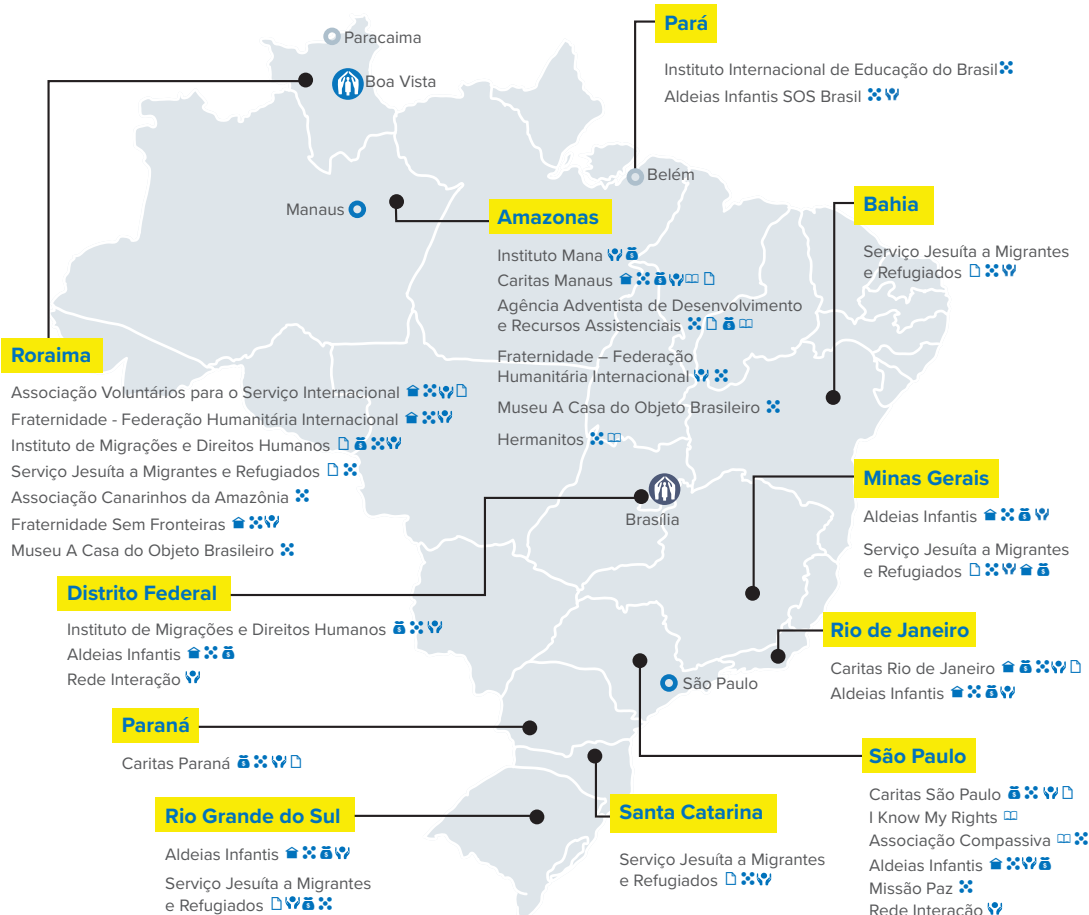 Paracaima
Boa Vista
Manaus
Belém
Brasília
São Paulo
Pará
Instituto Internacional de Educação do Brasil
Aldeias Infantis SOS Brasil
Amazonas
Instituto Mana
Caritas Manaus
Agência Adventista de Desenvolvimento
e Recursos Assistenciais
Fraternidade – Federação
Humanitária Internacional
Museu A Casa do Objeto Brasileiro
Hermanitos
Bahia
Serviço Jesuíta a Migrantes
e Refugiados
Roraima
Associação Voluntários para o Serviço Internacional
Fraternidade - Federação Humanitária Internacional
Instituto de Migrações e Direitos Humanos
Serviço Jesuíta a Migrantes e Refugiados
Associação Canarinhos da Amazônia
Fraternidade Sem Fronteiras
Museu A Casa do Objeto Brasileiro
Minas Gerais
Aldeias Infantis
Serviço Jesuíta a Migrantes
e Refugiados
Distrito Federal
Instituto de Migrações e Direitos Humanos
Aldeias Infantis
Rede Interação
Rio de Janeiro
Caritas Rio de Janeiro
Aldeias Infantis
Paraná
Caritas Paraná
São Paulo
Caritas São Paulo
I Know My Rights
Associação Compassiva
Aldeias Infantis
Missão Paz
Rede Interação
Rio Grande do Sul
Aldeias Infantis
Serviço Jesuíta a Migrantes
e Refugiados
Santa Catarina
Serviço Jesuíta a Migrantes
e Refugiados